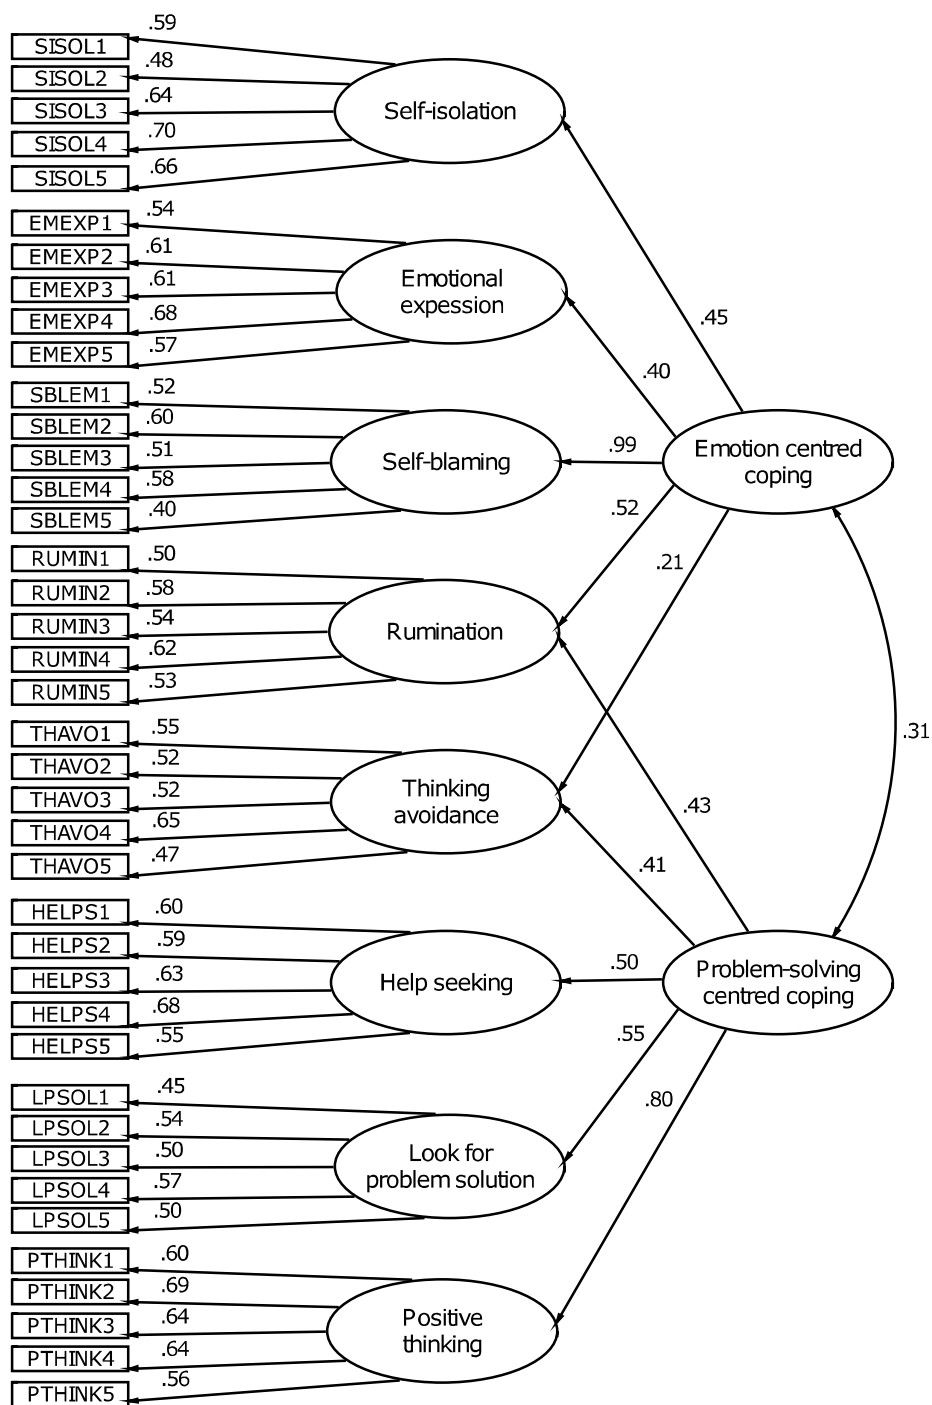 .59
SISOL1
.48
SISOL2
.64
SISOL3
.70
SISOL4
.66
SISOL5
Self-isolation
.54
EMEXP1
.61
EMEXP2
.61
EMEXP3
.68
EMEXP4
.57
EMEXP5
Emotional
expession
.45
.40
.52
SBLEM1
.60
SBLEM2
.51
SBLEM3
.58
SBLEM4
.40
SBLEM5
Self-blaming
.99
Emotion centred
coping
.52
.21
.50
RUMIN1
.58
RUMIN2
.54
RUMIN3
.62
RUMIN4
.53
RUMIN5
Rumination
.31
.55
THAVO1
.52
THAVO2
.52
THAVO3
.65
THAVO4
.47
THAVO5
Thinking
avoidance
.43
.41
.60
HELPS1
.59
HELPS2
.63
HELPS3
.68
HELPS4
.55
HELPS5
Help seeking
.50
Problem-solving
centred coping
.55
.80
.45
LPSOL1
.54
LPSOL2
.50
LPSOL3
.57
LPSOL4
.50
LPSOL5
Look for
problem solution
.60
PTHINK1
.69
PTHINK2
.64
PTHINK3
.64
PTHINK4
.56
PTHINK5
Positive
thinking